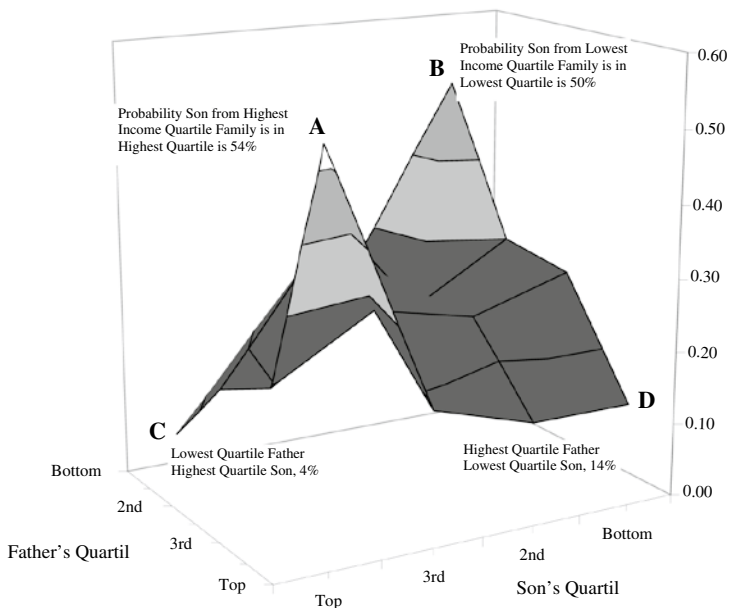 0.60
Probability Son from Lowest
Income Quartile Family is in
Lowest Quartile is 50%
B
0.50
Probability Son from Highest
Income Quartile Family is in
Highest Quartile is 54%
A
0.40
0.30
0.20
D
0.10
C
Lowest Quartile Father
Highest Quartile Son, 4%
Highest Quartile Father
Lowest Quartile Son, 14%
0.00
Bottom
2nd
3rd
Top
Father’s Quartil
Bottom
2nd
3rd
Top
Son’s Quartil